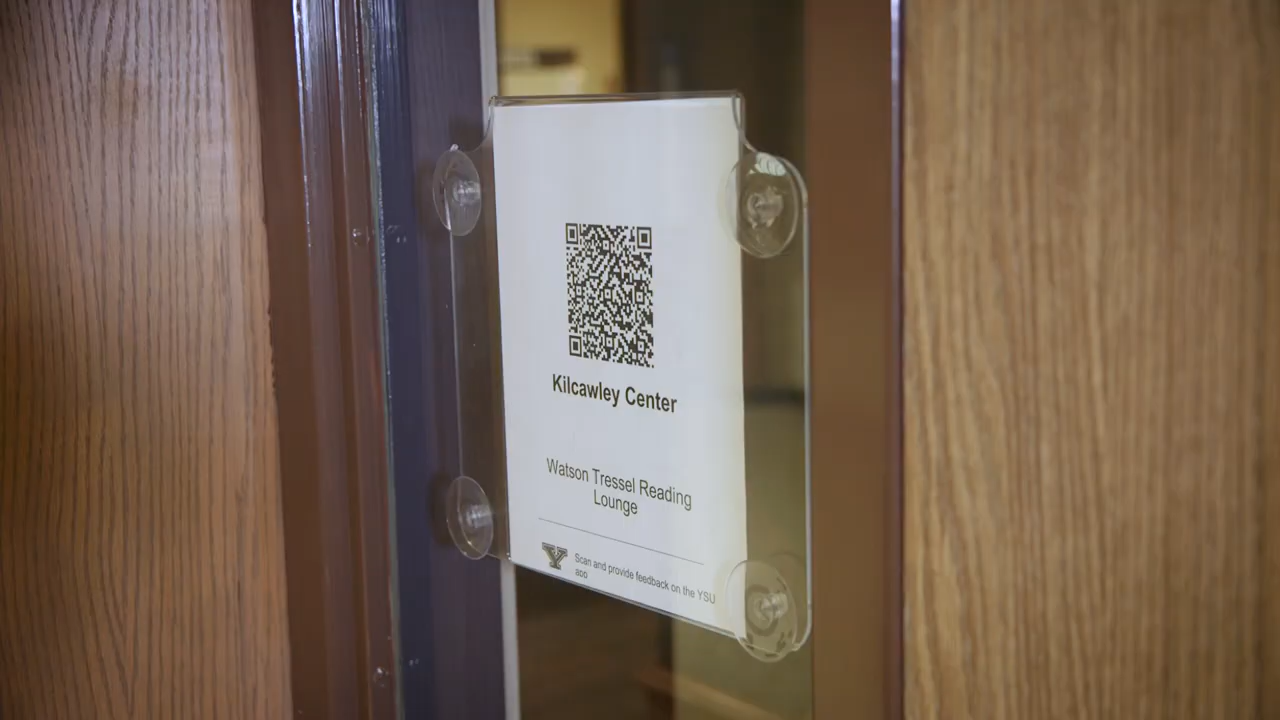 Kilcawley Center
Watson Tressel Reading
Lounge
Y
Scan and provide feedback on the YSU
app